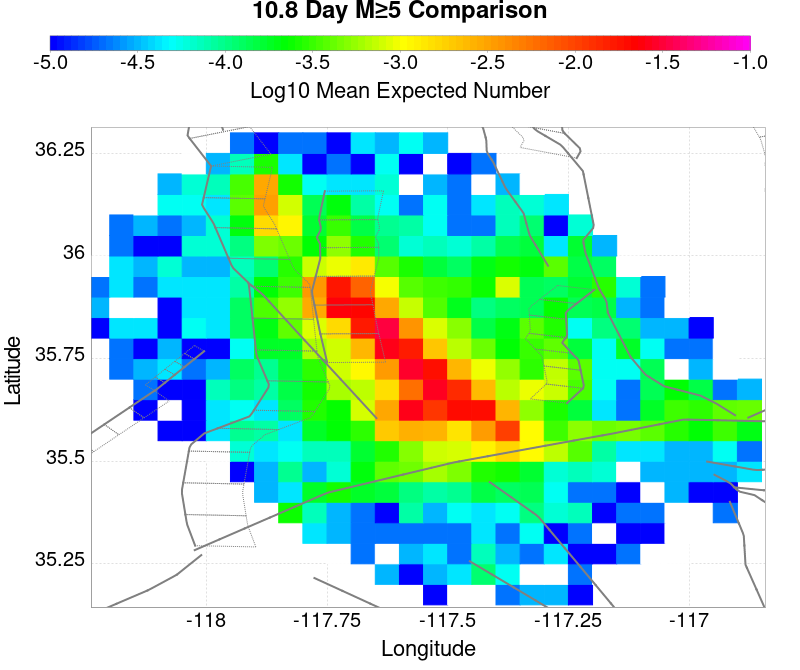 10.8 Day M≥5 Comparison
-5.0 -4.5 -4.0 -3.5 -3.0 -2.5 -2.0 -1.5 -1.0
Log10 Mean Expected Number
36.25
36
35.75
35.5
35.25
Latitude
-118 -117.75 -117.5 -117.25 -117
Longitude